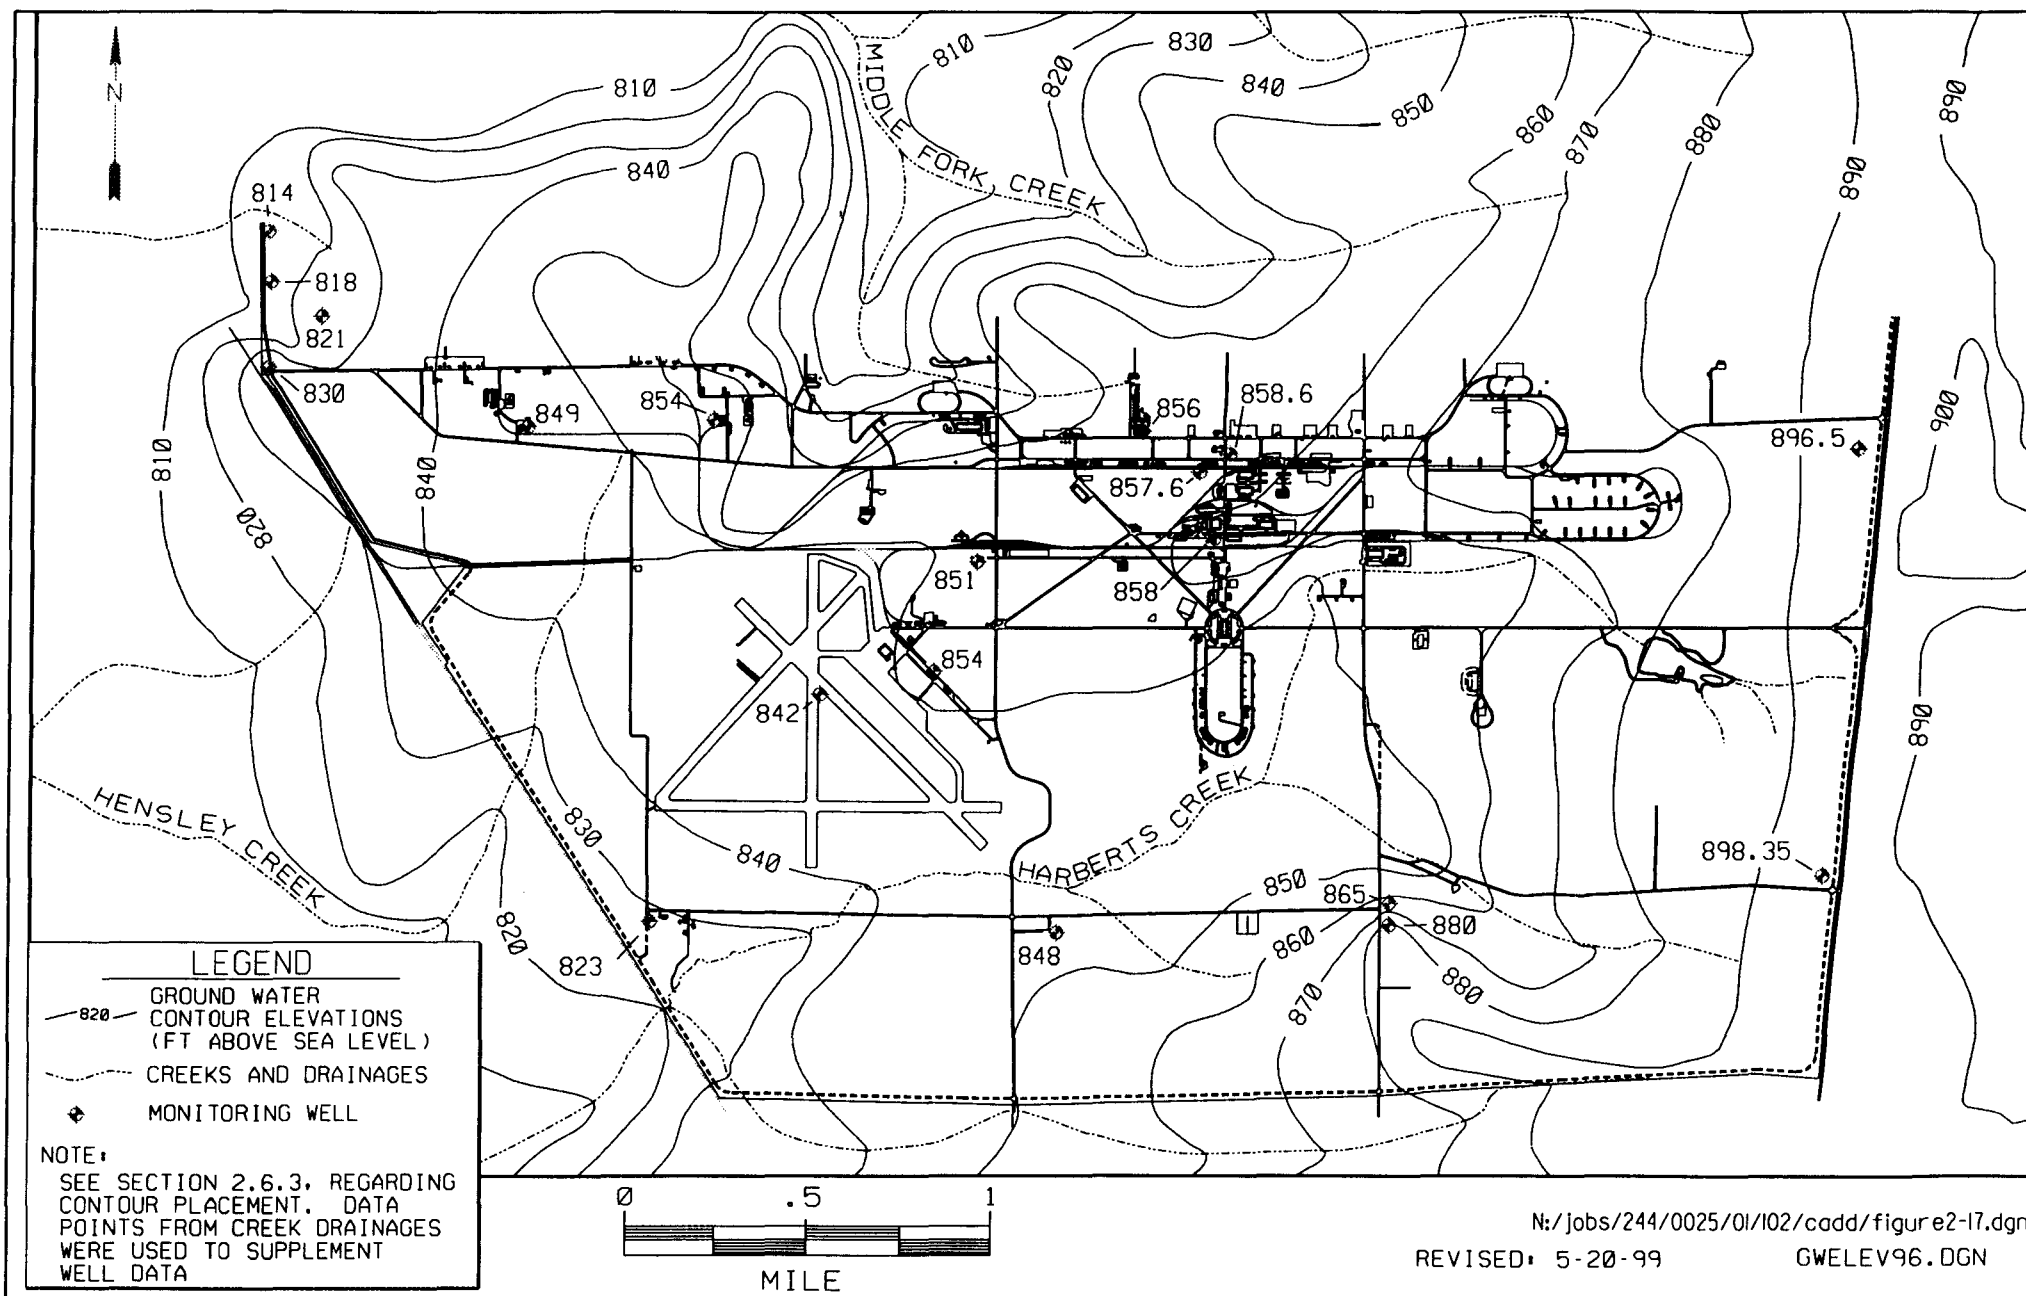 810
810
820
830
840
850
860
870
880
890
890
MIDDLE FORK CREEK
N
840
814
818
821
830
849
854
856
858.6
857.6
896.5
900
810
820
840
851
858
854
842
890
HENSLEY CREEK
830
840
HARBERTS CREEK
850
865
880
898.35
820
823
848
860
870
880
LEGEND
GROUND WATER
820 CONTOUR ELEVATIONS
(FT ABOVE SEA LEVEL)
CREEKS AND DRAINAGES
MONITORING WELL
NOTE:
SEE SECTION 2.6.3, REGARDING
CONTOUR PLACEMENT. DATA
POINTS FROM CREEK DRAINAGES
WERE USED TO SUPPLEMENT
WELL DATA
0 .5 1
MILE
N:/jobs/244/0025/01/102/cadd/figure2-17.dgn
REVISED: 5-20-99 GWELEV96.DGN